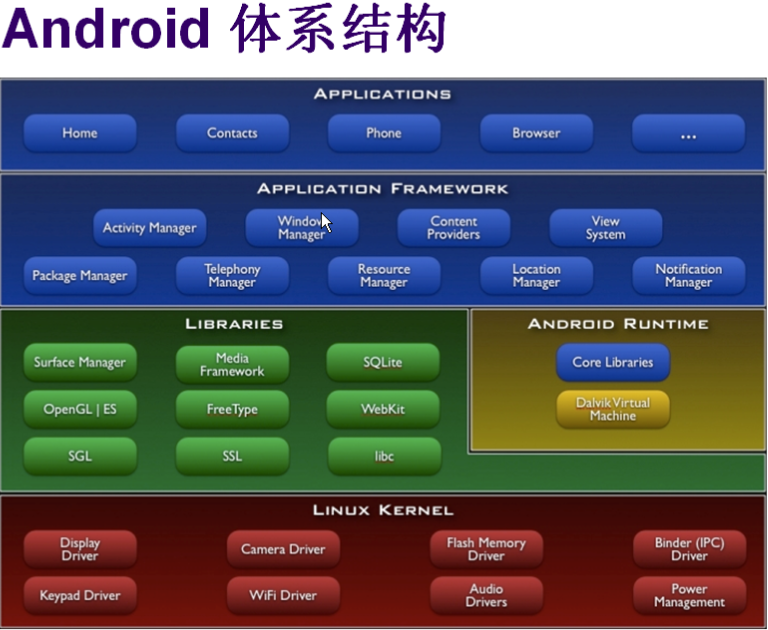 Android 体系结构
APPLICATIONS
Home
Contacts
Phone
Browser
...
APPLICATION FRAMEWORK
Activity Manager
Window
Manager
Content
Providers
View
System
Package Manager
Telephony
Manager
Resource
Manager
Location
Manager
Notification
Manager
LIBRARIES
Surface Manager
Media
Framework
SQLite
OpenGL | ES
FreeType
WebKit
SGL
SSL
libc
ANDROID RUNTIME
Core Libraries
Dalvik Virtual
Machine
LINUX KERNEL
Display
Driver
Camera Driver
Flash Memory
Driver
Binder (IPC)
Driver
Keypad Driver
WiFi Driver
Audio
Drivers
Power
Management